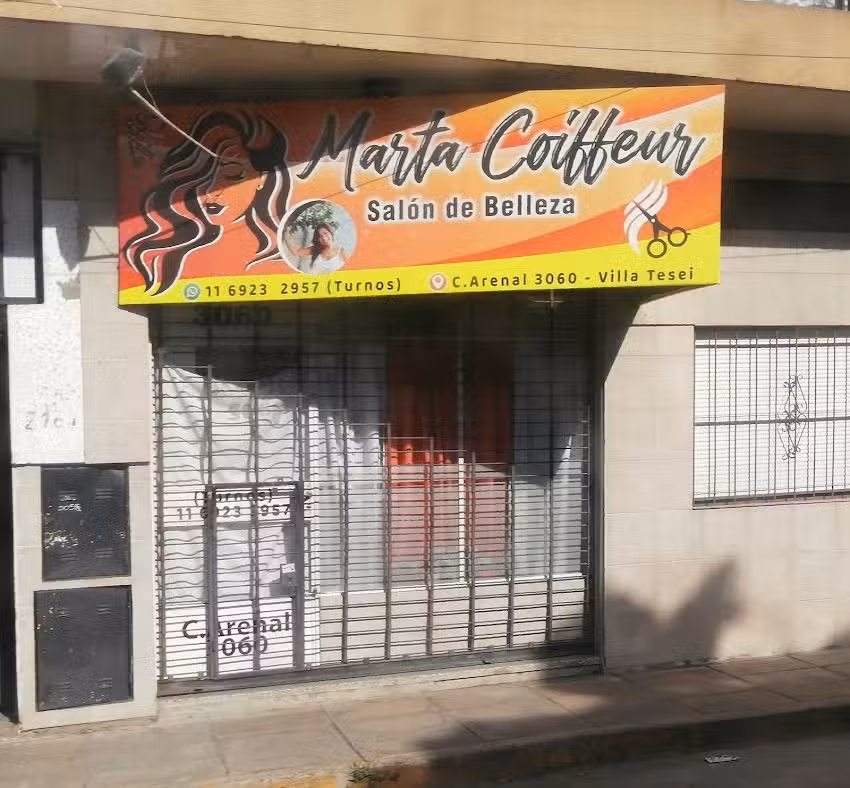 Marta Coiffeur
Salón de Belleza
11 6923 2957 (Turnos)
C.Arenal 3060 - Villa Tesei
3060
(Turnos)
11 6923 2957
C.Arenal
3060